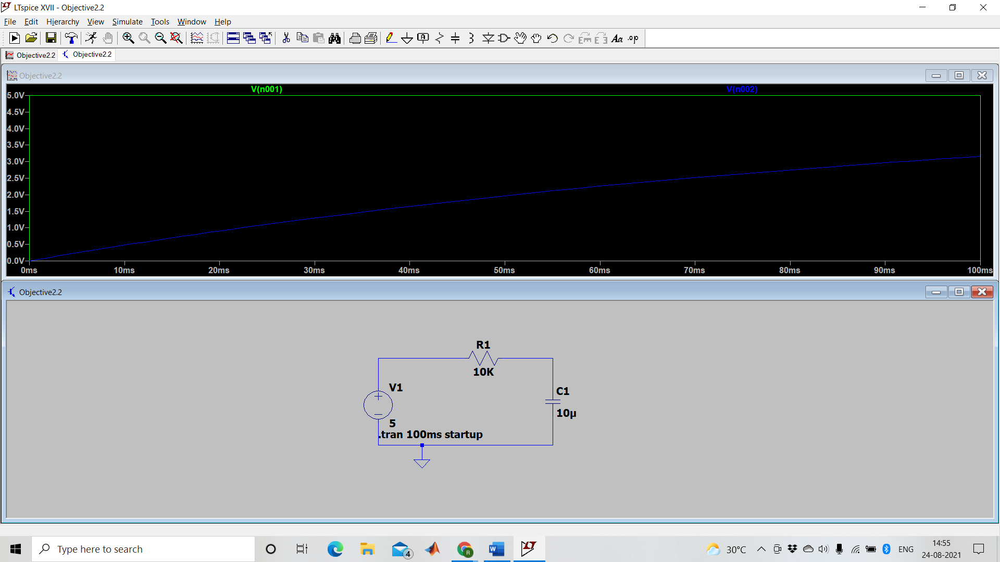 LTspice XVII - Objective2.2
File Edit Hierarchy View Simulate Tools Window Help
Objective2.2 Objective2.2
Objective2.2
V(n001) V(n002)
5.0V
4.5V
4.0V
3.5V
3.0V
2.5V
2.0V
1.5V
1.0V
0.5V
0.0V
0ms 10ms 20ms 30ms 40ms 50ms 60ms 70ms 80ms 90ms 100ms
Objective2.2
R1
10K
V1
C1
10µ
5
.tran 100ms startup
Type here to search
4
R
30°C
ENG
14:55
24-08-2021